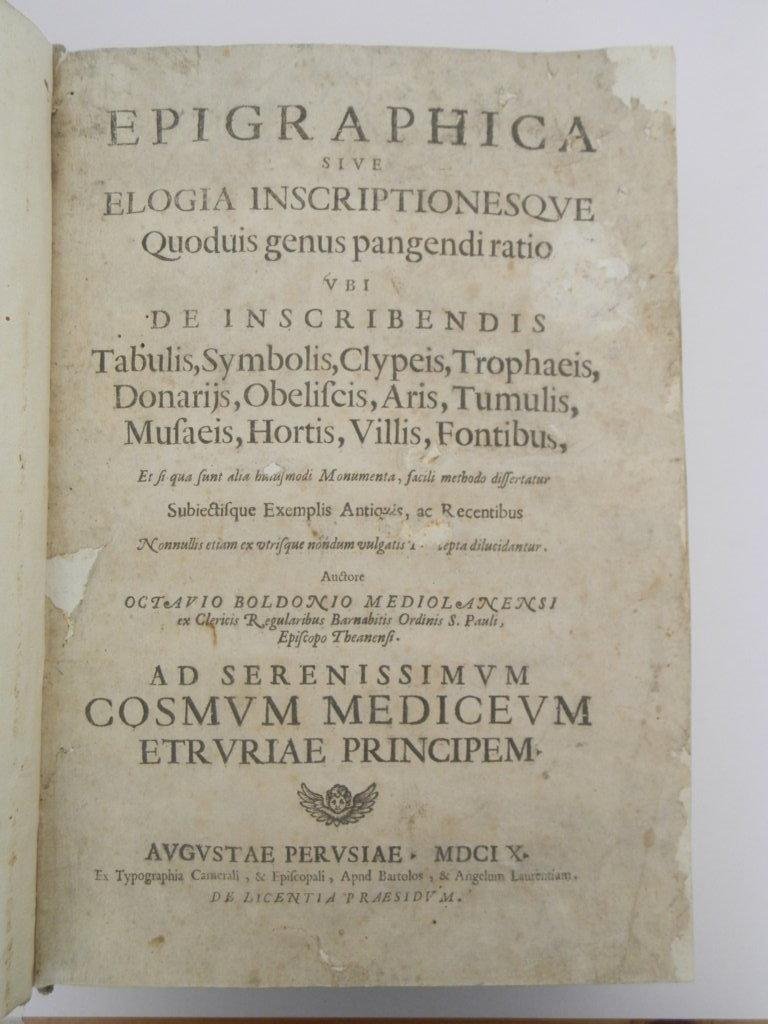 EPIGRAPHICA
SIVE
ELOGIA INSCRIPTIONESQVE
Quoduis genus pangendi ratio
VBI
DE INSCRIBENDIS
Tabulis, Symbolis, Clypeis, Trophaeis,
Donarijs, Obeliſcis, Aris, Tumulis,
Muſaeis, Hortis, Villis, Fontibus,
Et ſi qua ſunt alia huiuſmodi Monumenta, facili methodo diſſertatur
Subiectiſque Exemplis Antiquis, ac Recentibus
Nonnullis etiam ex vtriſque nondum vulgatis dilucidantur.
Auctore
OCTAVIO BOLDONIO MEDIOLANENSI
ex Clericis Regularibus Barnabitis Ordinis S. Pauli,
Epiſcopo Theanenſi.
AD SERENISSIMVM
COSMVM MEDICEVM
ETRVRIAE PRINCIPEM.
AVGVSTAE PERVSIAE. MDCIX.
Ex Typographia Camerali, & Epiſcopali, Apud Bartolos, & Angelum Laurentium.
DE LICENTIA PRAESIDVM.